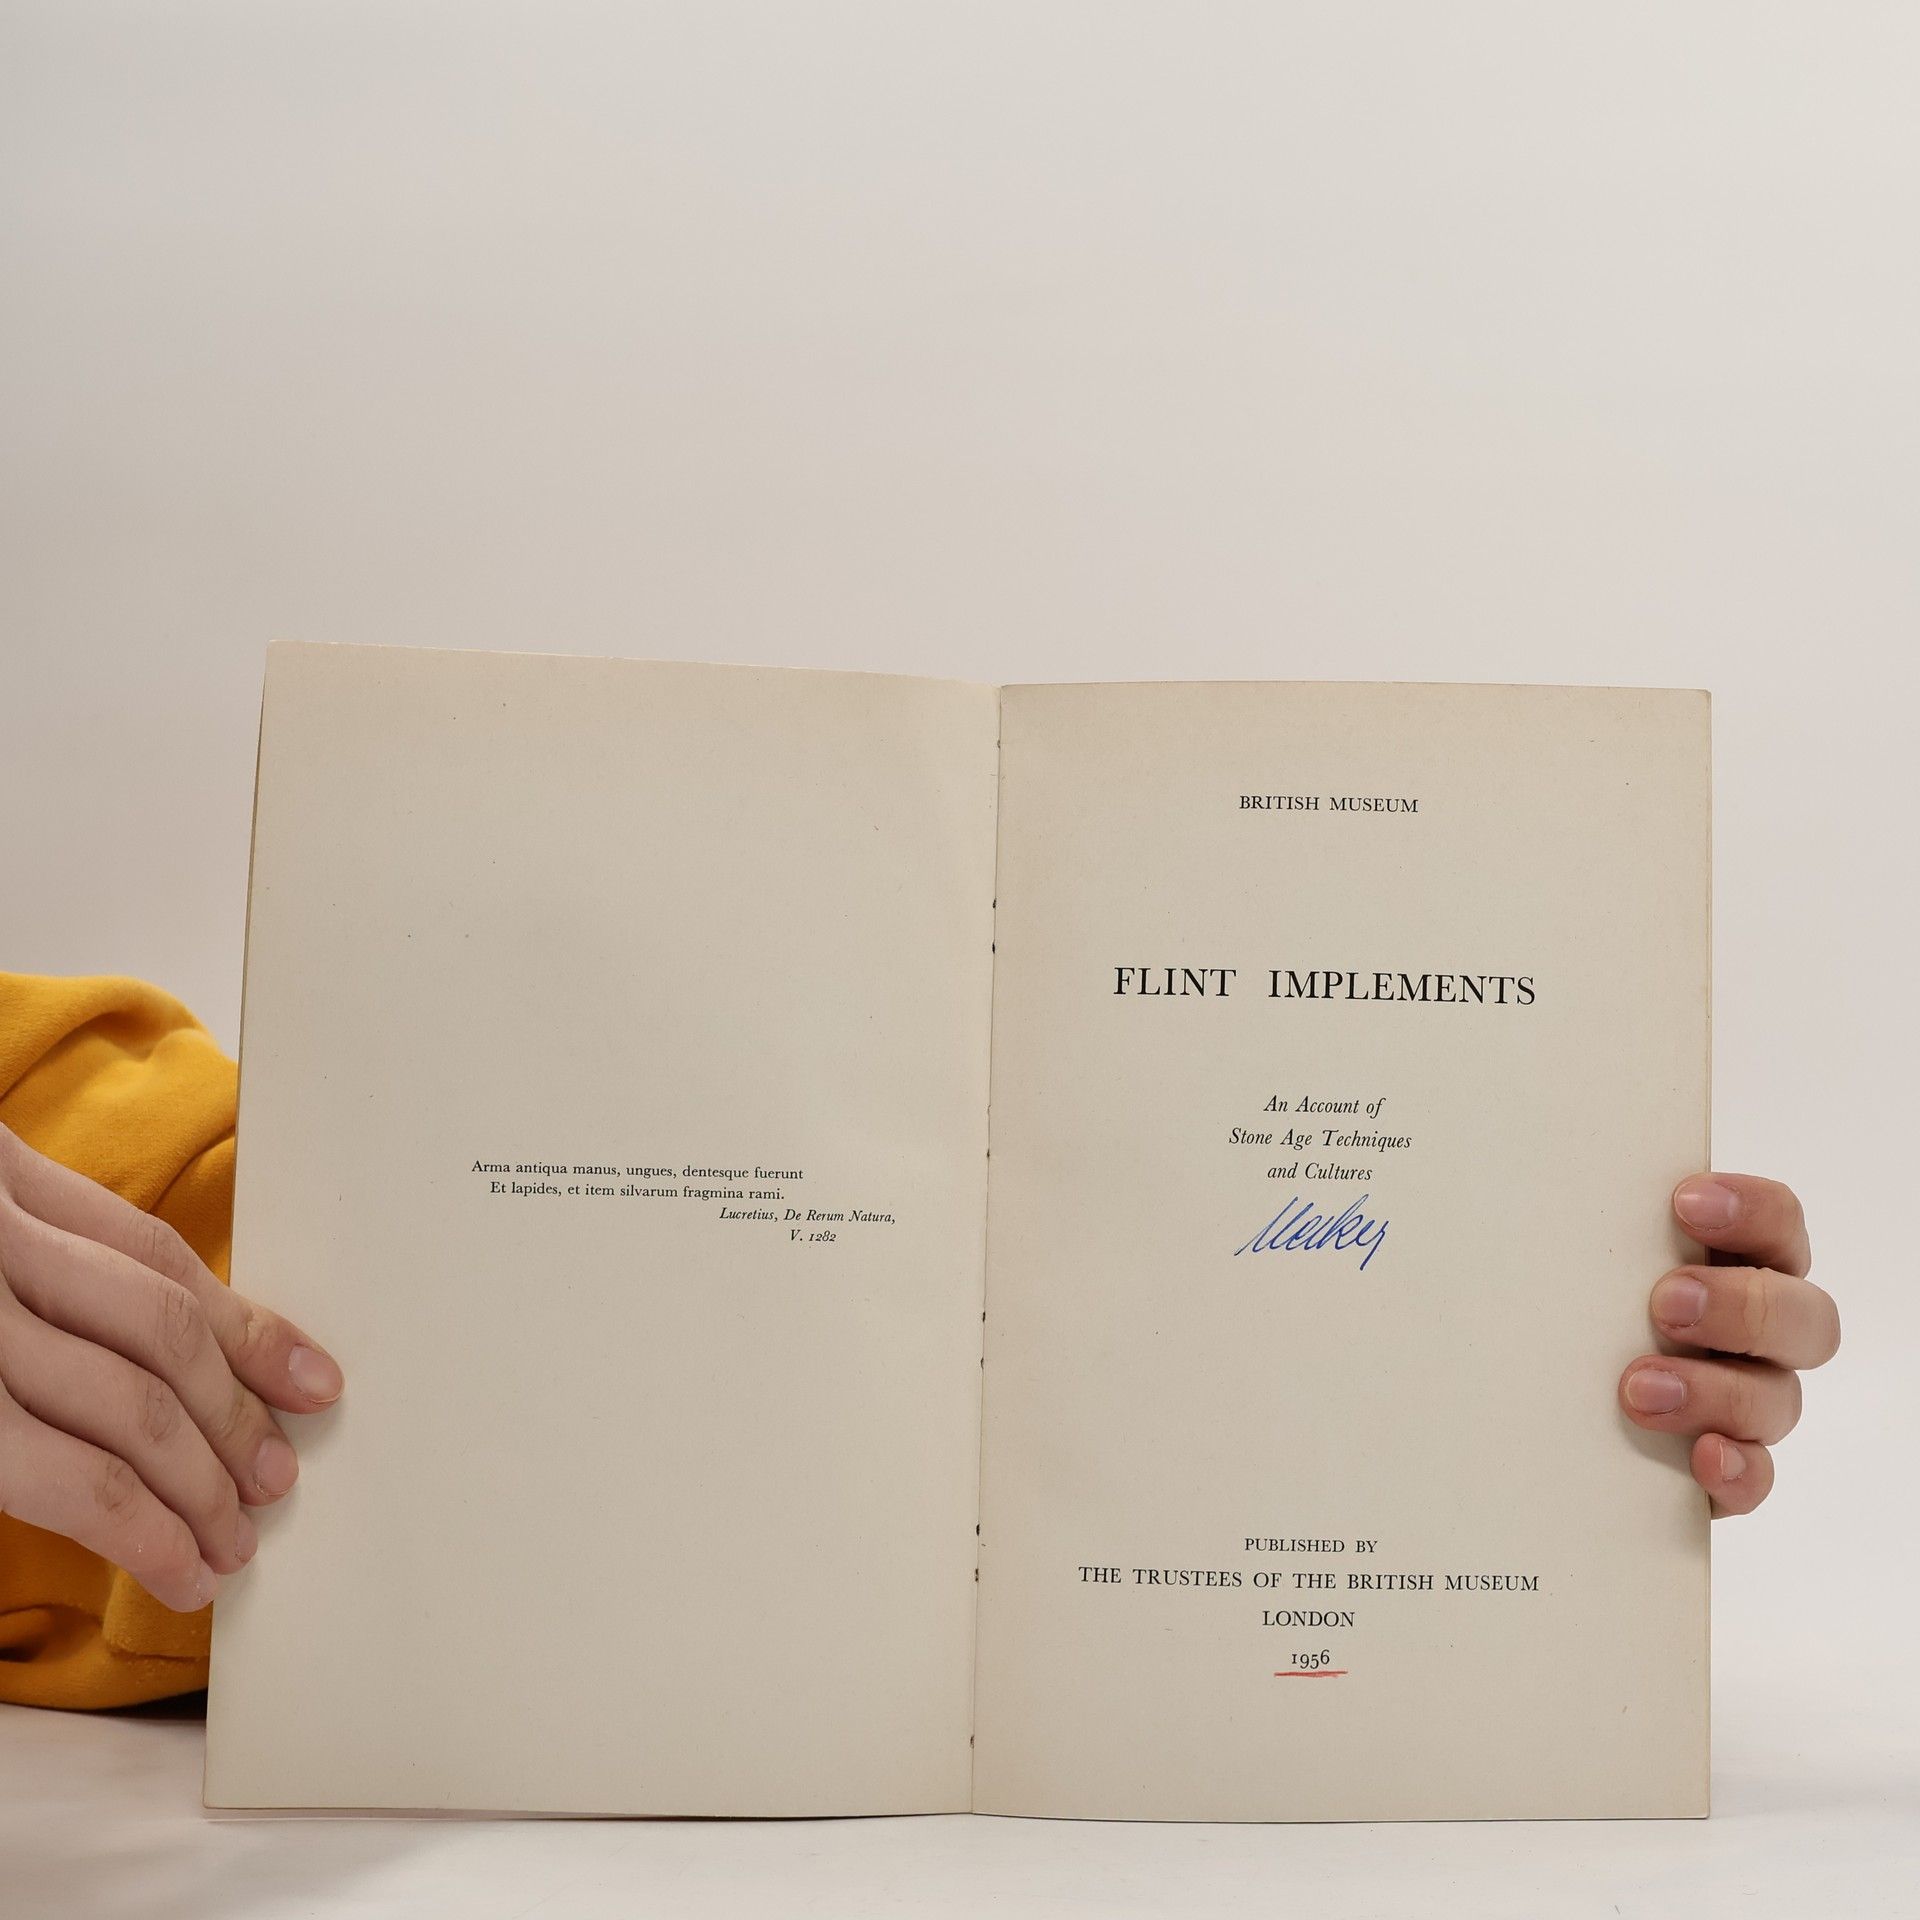 Arma antiqua manus, ungues, dentesque fuerunt
Et lapides, et item silvarum fragmina rami.
Lucretius, De Rerum Natura,
V. 1282
BRITISH MUSEUM
FLINT IMPLEMENTS
An Account of
Stone Age Techniques
and Cultures
PUBLISHED BY
THE TRUSTEES OF THE BRITISH MUSEUM
LONDON
1956